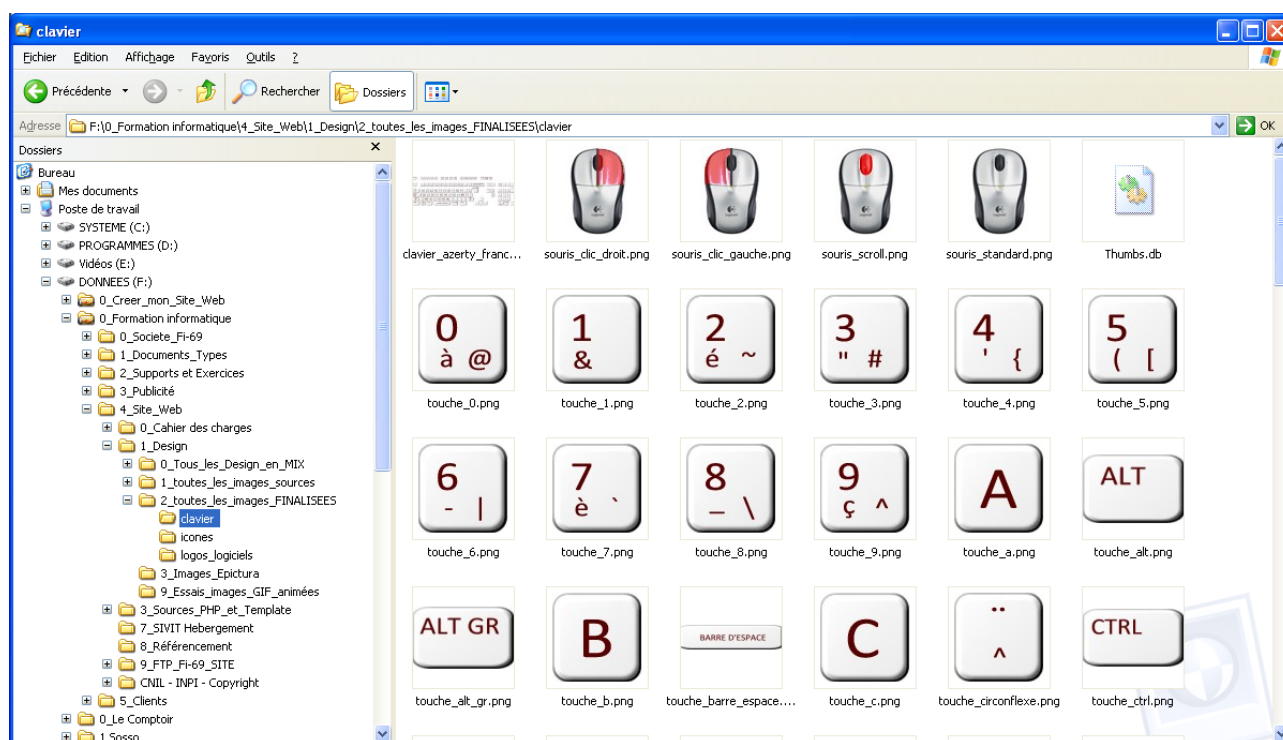 clavier
Fichier Edition Affichage Favoris Outils ?
Précédente Rechercher Dossiers
Adresse F:\0_Formation informatique\4_Site_Web\1_Design\2_toutes_les_images_FINALISEES\clavier OK
Dossiers
Bureau
Mes documents
Poste de travail
SYSTEME (C:)
PROGRAMMES (D:)
Vidéos (E:)
DONNEES (F:)
0_Creer_mon_Site_Web
0_Formation informatique
0_Societe_Fi-69
1_Documents_Types
2_Supports et Exercices
3_Publicité
4_Site_Web
0_Cahier des charges
1_Design
0_Tous_les_Design_en_MIX
1_toutes_les_images_sources
2_toutes_les_images_FINALISEES
clavier
icones
logos_logiciels
3_Images_Epictura
9_Essais_images_GIF_animées
3_Sources_PHP_et_Template
7_SIVIT Hebergement
8_Référencement
9_FTP_Fi-69_SITE
CNIL - INPI - Copyright
5_Clients
0_Le Comptoir
1 Sosso
clavier_azerty_franc... souris_clic_droit.png souris_clic_gauche.png souris_scroll.png souris_standard.png Thumbs.db
0 1 2 3 4 5
à @ & é ~ " # ' { ( [
touche_0.png touche_1.png touche_2.png touche_3.png touche_4.png touche_5.png
6 7 8 9 A ALT
- | è ` _ \ ç ^
touche_6.png touche_7.png touche_8.png touche_9.png touche_a.png touche_alt.png
ALT GR B BARRE D'ESPACE C ¨ ^ CTRL
touche_alt_gr.png touche_b.png touche_barre_espace.... touche_c.png touche_circonflexe.png touche_ctrl.png